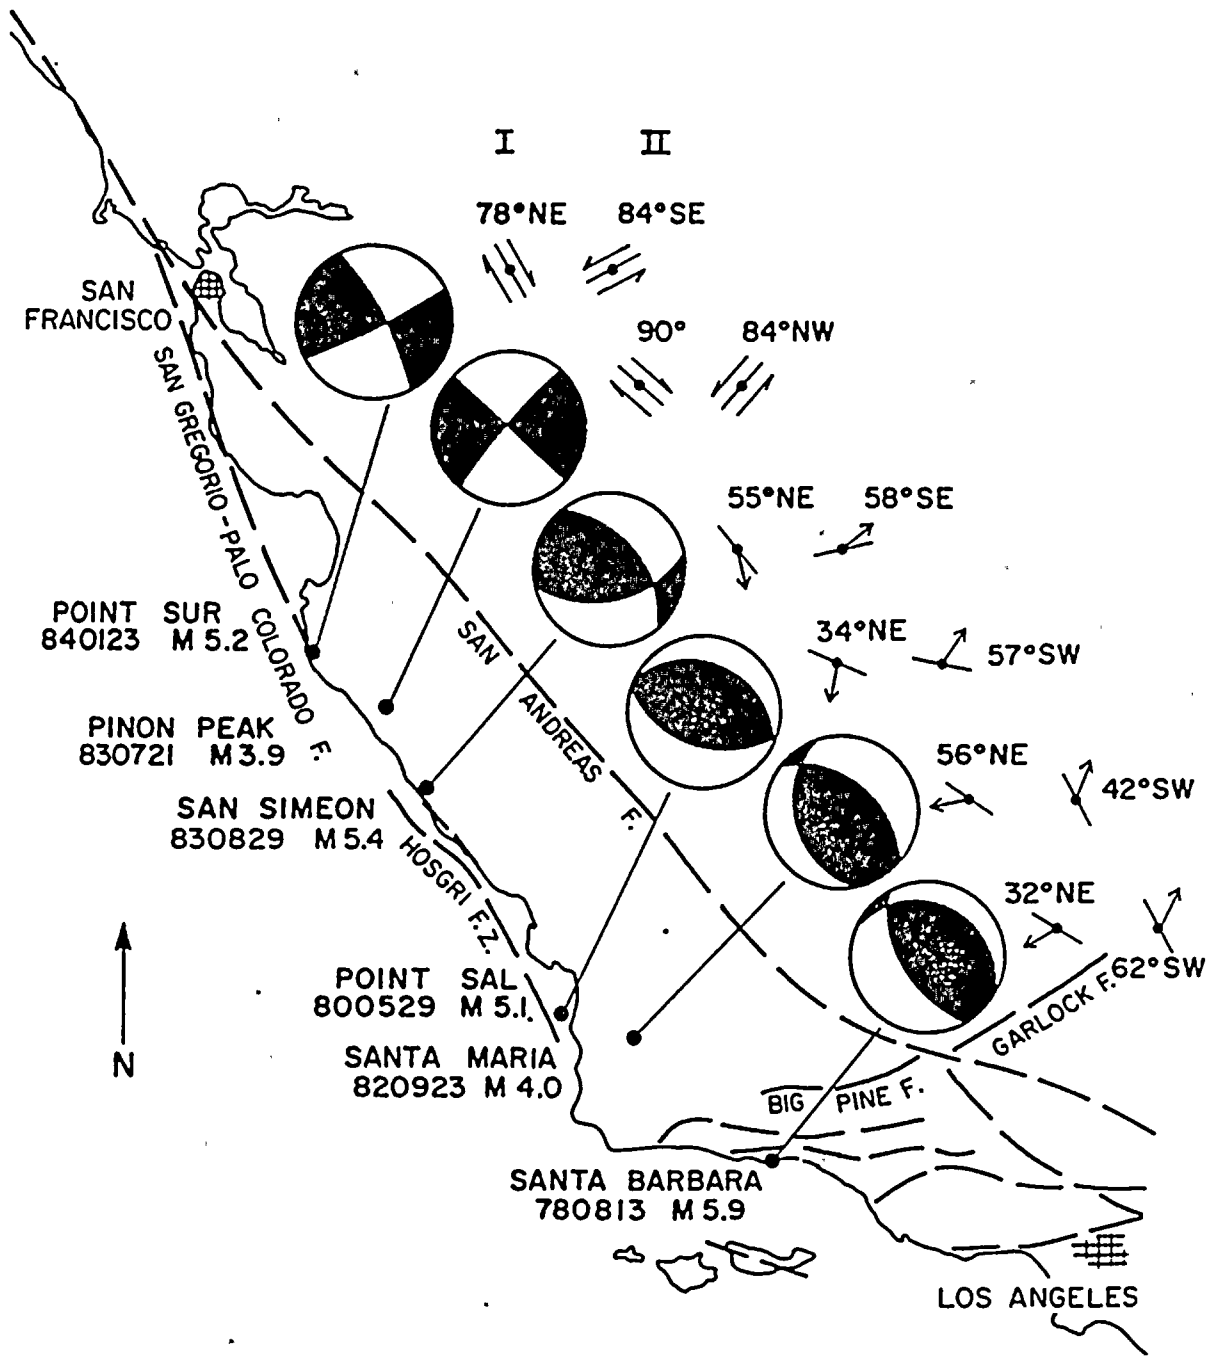 I II
78°NE 84°SE
SAN
FRANCISCO
90° 84°NW
SAN GREGORIO-PALO COLORADO F.
55°NE 58°SE
POINT SUR
840123 M 5.2
SAN ANDREAS F.
34°NE 57°SW
PINON PEAK
830721 M 3.9
56°NE 42°SW
SAN SIMEON
830829 M 5.4
HOSGRI F.Z.
32°NE 62°SW
POINT SAL
800529 M 5.1
GARLOCK F.
SANTA MARIA
820923 M 4.0
N
BIG PINE F.
SANTA BARBARA
780813 M 5.9
LOS ANGELES